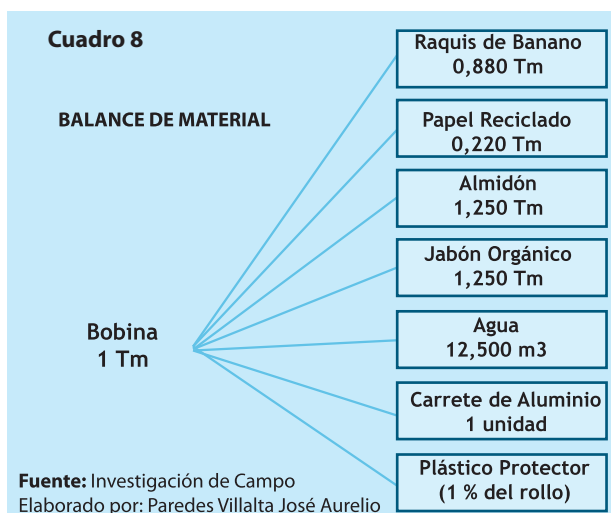 Cuadro 8
BALANCE DE MATERIAL
Bobina
1 Tm
Raquis de Banano
0,880 Tm
Papel Reciclado
0,220 Tm
Almidón
1,250 Tm
Jabón Orgánico
1,250 Tm
Agua
12,500 m3
Carrete de Aluminio
1 unidad
Plástico Protector
(1 % del rollo)
Fuente: Investigación de Campo
Elaborado por: Paredes Villalta José Aurelio